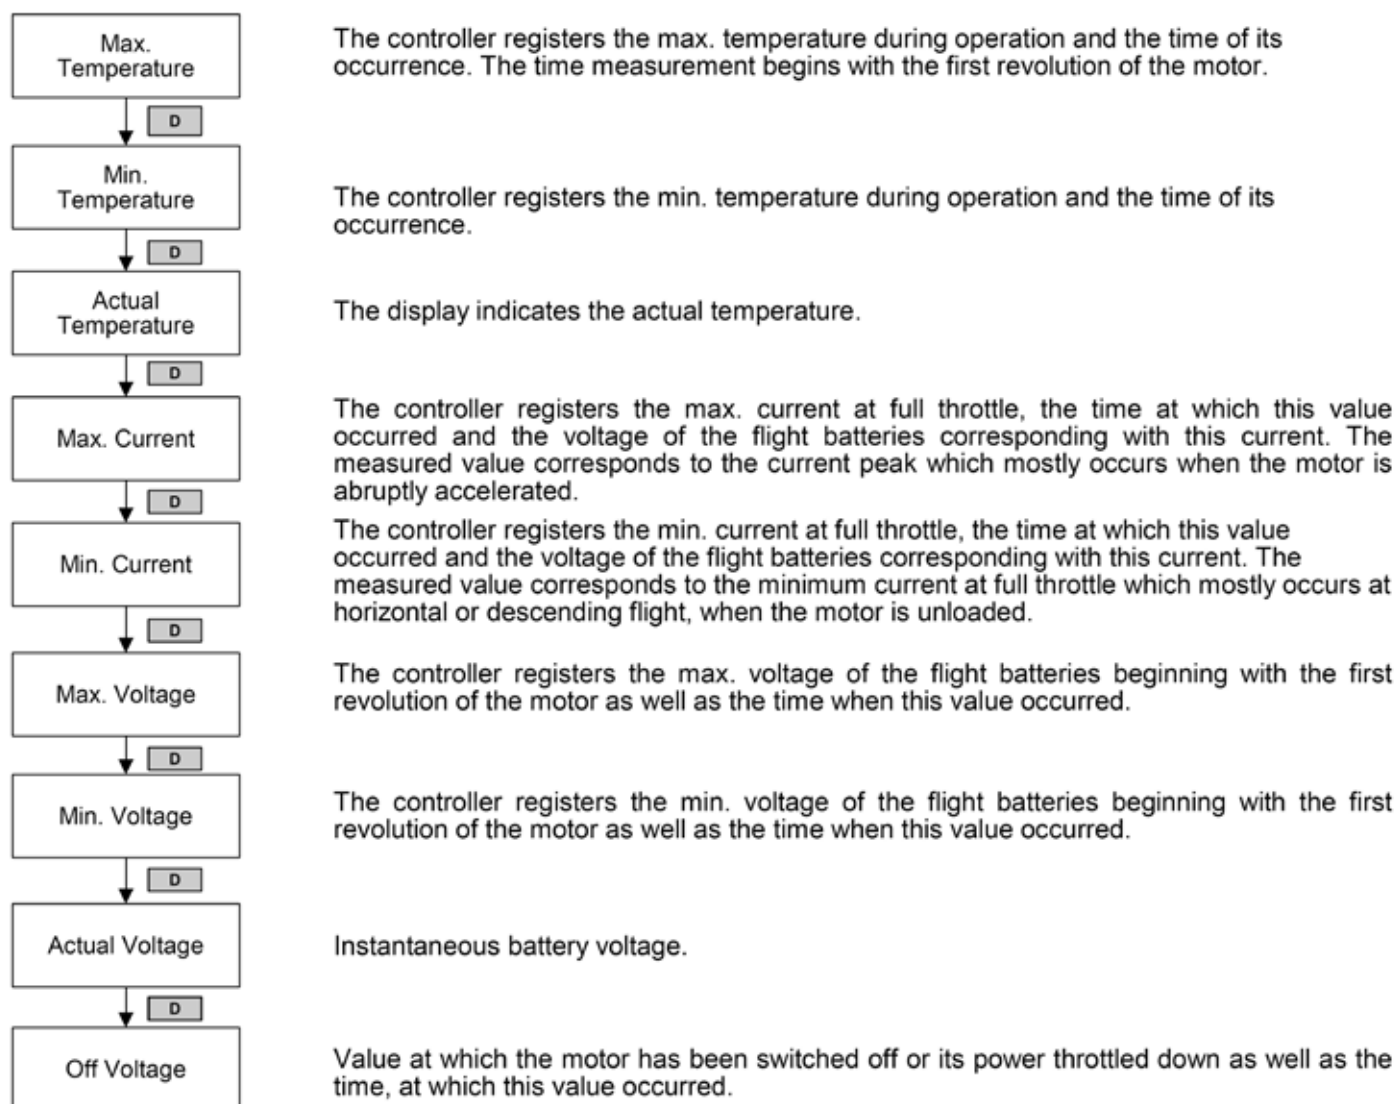 Max.
Temperature
The controller registers the max. temperature during operation and the time of its
occurrence. The time measurement begins with the first revolution of the motor.
D
Min.
Temperature
The controller registers the min. temperature during operation and the time of its
occurrence.
D
Actual
Temperature
The display indicates the actual temperature.
D
Max. Current
The controller registers the max. current at full throttle, the time at which this value
occurred and the voltage of the flight batteries corresponding with this current. The
measured value corresponds to the current peak which mostly occurs when the motor is
abruptly accelerated.
D
Min. Current
The controller registers the min. current at full throttle, the time at which this value
occurred and the voltage of the flight batteries corresponding with this current. The
measured value corresponds to the minimum current at full throttle which mostly occurs at
horizontal or descending flight, when the motor is unloaded.
D
Max. Voltage
The controller registers the max. voltage of the flight batteries beginning with the first
revolution of the motor as well as the time when this value occurred.
D
Min. Voltage
The controller registers the min. voltage of the flight batteries beginning with the first
revolution of the motor as well as the time when this value occurred.
D
Actual Voltage
Instantaneous battery voltage.
D
Off Voltage
Value at which the motor has been switched off or its power throttled down as well as the
time, at which this value occurred.